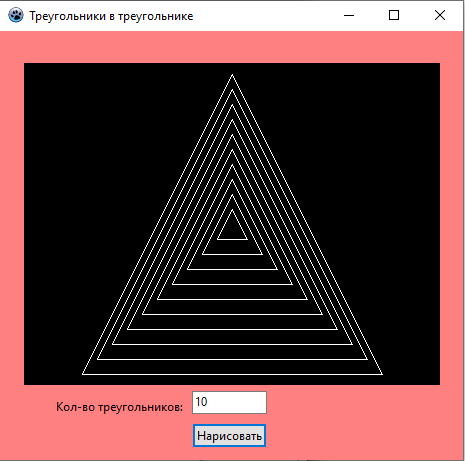 Треугольники в треугольнике
Кол-во треугольников: 10
Нарисовать